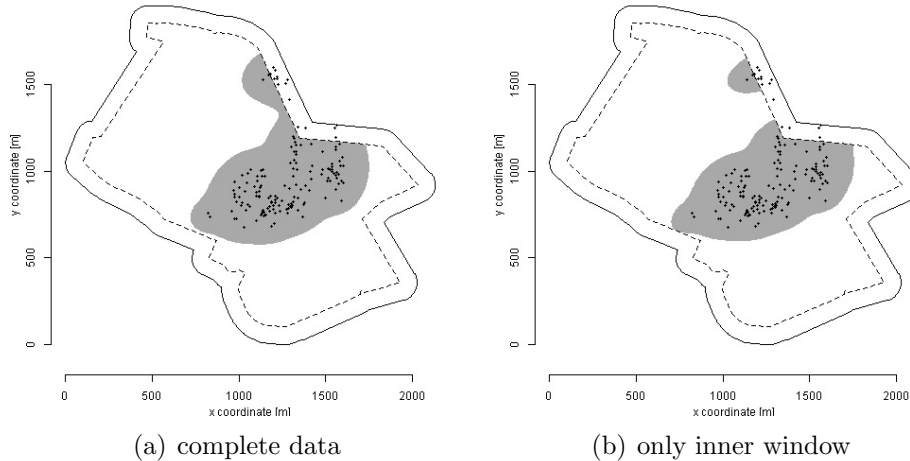 1500
1000
500
0
y coordinate [m]
0 500 1000 1500 2000
x coordinate [m]
(a) complete data
1500
1000
500
0
y coordinate [m]
0 500 1000 1500 2000
x coordinate [m]
(b) only inner window